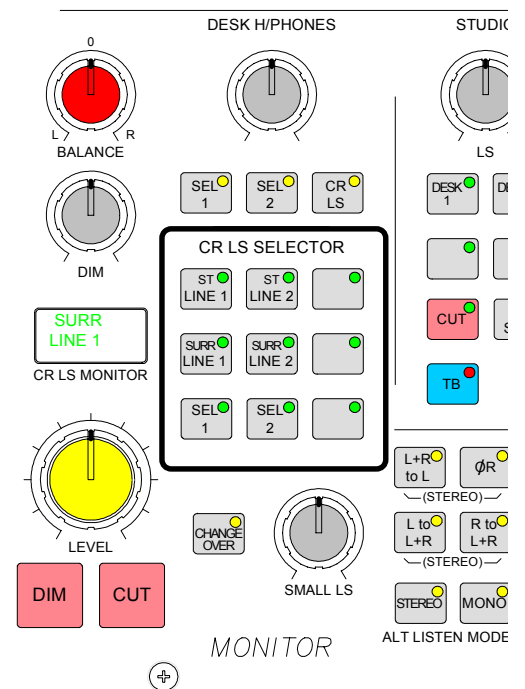 DESK H/PHONES
STUDIO
0
L R
BALANCE
LS
SEL
1
SEL
2
CR
LS
DESK
1
DIM
CR LS SELECTOR
ST
LINE 1
ST
LINE 2
SURR
LINE 1
CR LS MONITOR
SURR
LINE 1
SURR
LINE 2
CUT
S
TB
SEL
1
SEL
2
L+R
to L
ØR
(STEREO)
LEVEL
CHANGE
OVER
L to
L+R
R to
L+R
(STEREO)
SMALL LS
DIM
CUT
STEREO
MONO
ALT LISTEN MODE
MONITOR